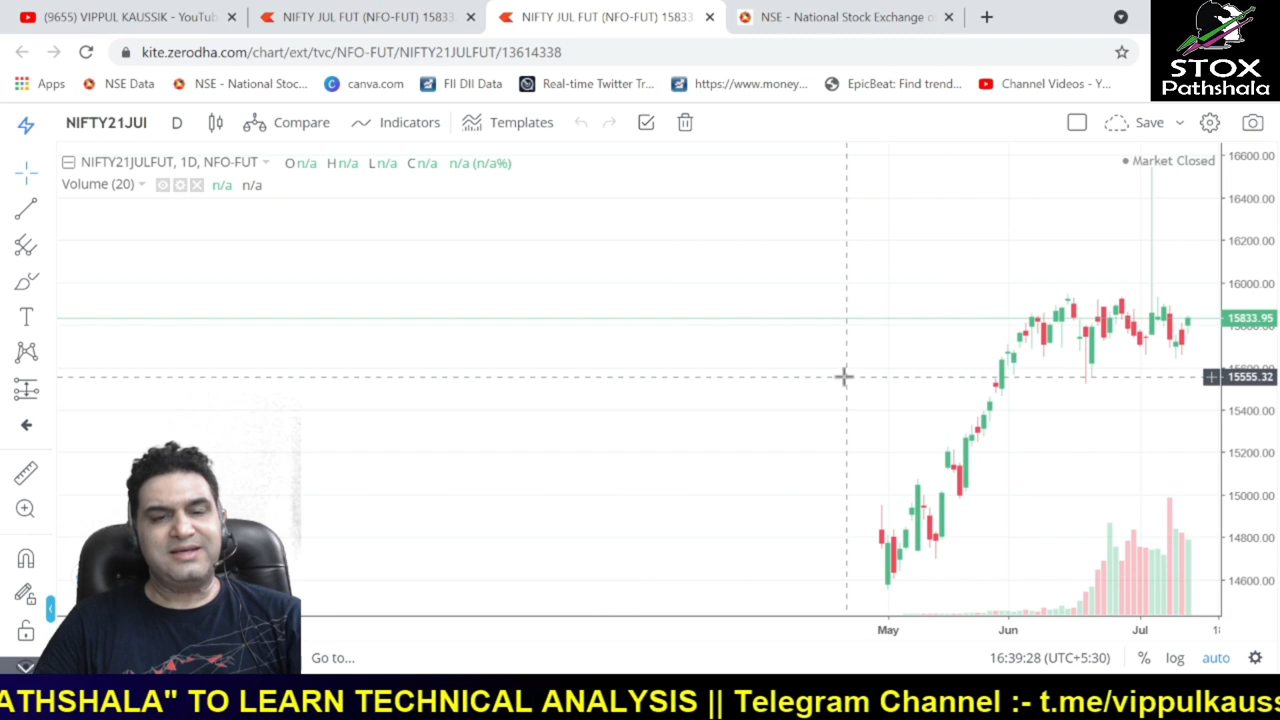 (9655) VIPPUL KAUSSIK - YouTub
NIFTY JUL FUT (NFO-FUT) 15833
NIFTY JUL FUT (NFO-FUT) 15833.
NSE - National Stock Exchange o
kite.zerodha.com/chart/ext/tvc/NFO-FUT/NIFTY21JULFUT/13614338
STOX
Pathshala
Apps
NSE Data
NSE - National Stoc...
canva.com
FII DII Data
Real-time Twitter Tr...
https://www.money...
EpicBeat: Find trend...
Channel Videos - Y...
NIFTY21JUI
D
Compare
Indicators
Templates
Save
NIFTY21JULFUT, 1D, NFO-FUT
On/a Hn/a Ln/a Cn/a n/a (n/a%)
Market Closed
Volume (20)
n/a n/a
16600.00
16400.00
16200.00
16000.00
15833.95
15800.00
15555.32
15400.00
15200.00
15000.00
14800.00
14600.00
May
Jun
Jul
Go to...
16:39:28 (UTC+5:30)
%
log
auto
ATHSHALA" TO LEARN TECHNICAL ANALYSIS || Telegram Channel :- t.me/vippulkauss